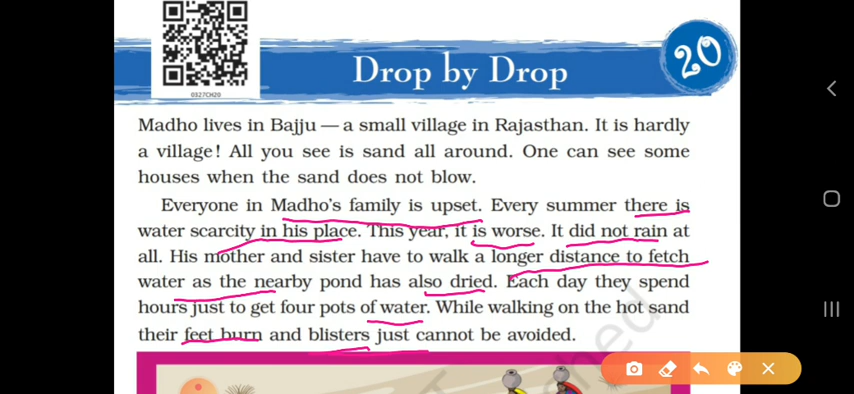 0327CH20
20
Drop by Drop
Madho lives in Bajju — a small village in Rajasthan. It is hardly
a village! All you see is sand all around. One can see some
houses when the sand does not blow.
Everyone in Madho's family is upset. Every summer there is
water scarcity in his place. This year, it is worse. It did not rain at
all. His mother and sister have to walk a longer distance to fetch
water as the nearby pond has also dried. Each day they spend
hours just to get four pots of water. While walking on the hot sand
their feet burn and blisters just cannot be avoided.